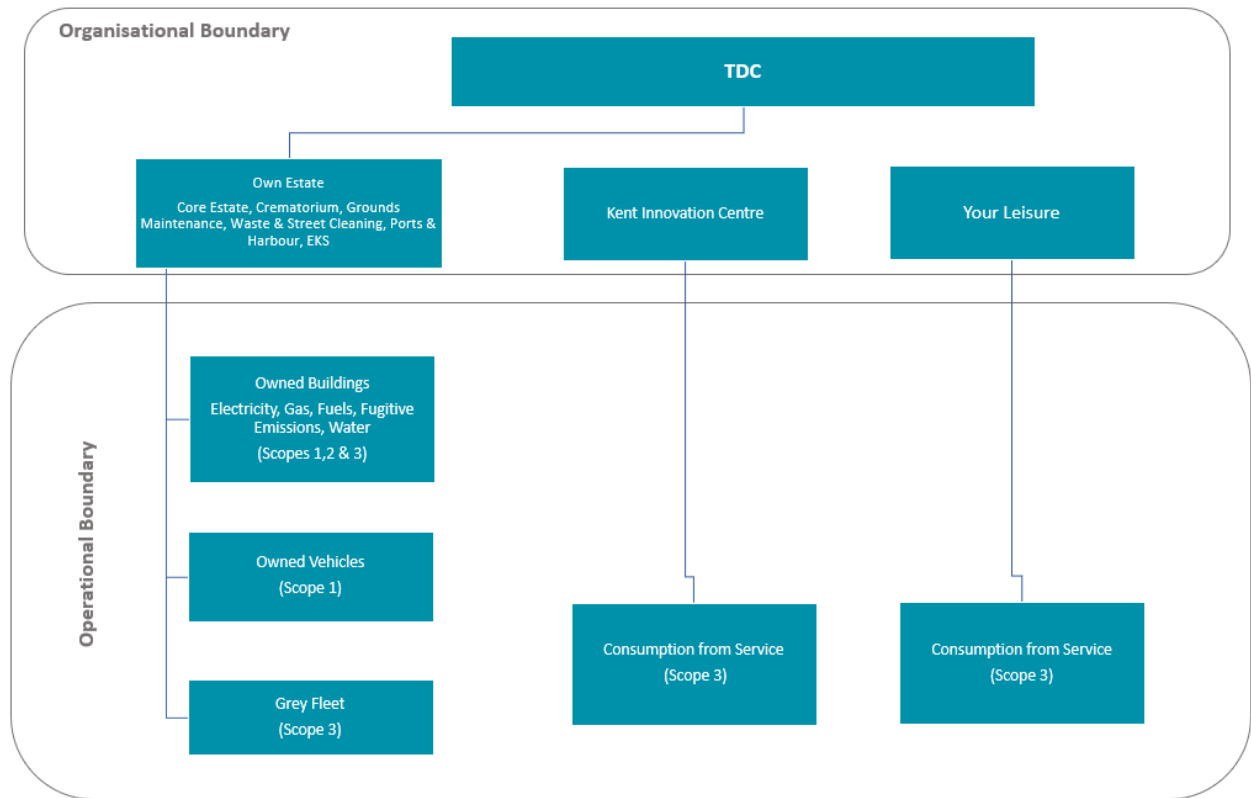 Organisational Boundary
TDC
Own Estate
Core Estate, Crematorium, Grounds
Maintenance, Waste & Street Cleaning, Ports &
Harbour, EKS
Kent Innovation Centre
Your Leisure
Operational Boundary
Owned Buildings
Electricity, Gas, Fuels, Fugitive
Emissions, Water
(Scopes 1,2 & 3)
Owned Vehicles
(Scope 1)
Grey Fleet
(Scope 3)
Consumption from Service
(Scope 3)
Consumption from Service
(Scope 3)